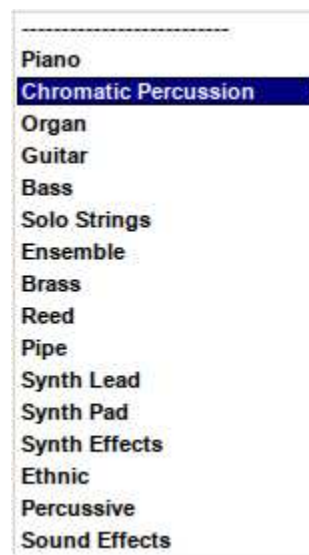 --------------------------
Piano
Chromatic Percussion
Organ
Guitar
Bass
Solo Strings
Ensemble
Brass
Reed
Pipe
Synth Lead
Synth Pad
Synth Effects
Ethnic
Percussive
Sound Effects